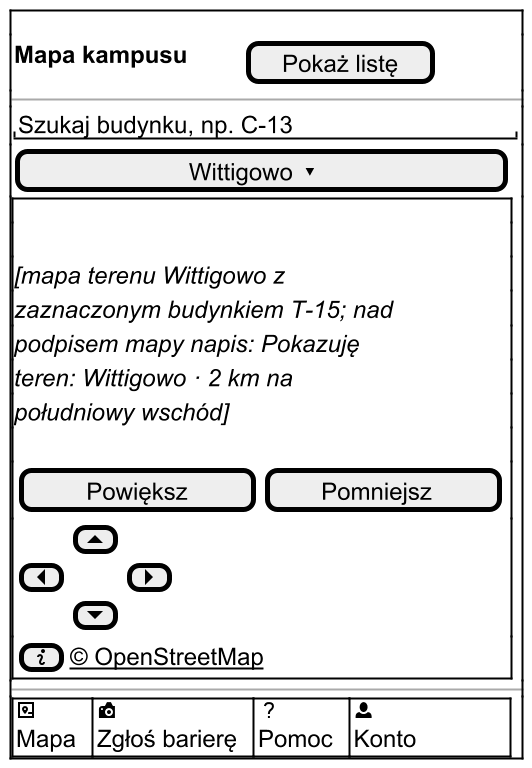 Mapa kampusu
Pokaż listę
Szukaj budynku, np. C-13
Wittigowo ▾
[mapa terenu Wittigowo z
zaznaczonym budynkiem T-15; nad
podpisem mapy napis: Pokazuję
teren: Wittigowo · 2 km na
południowy wschód]
Powiększ
Pomniejsz
i
© OpenStreetMap
?
Mapa
Zgłoś barierę
Pomoc
Konto